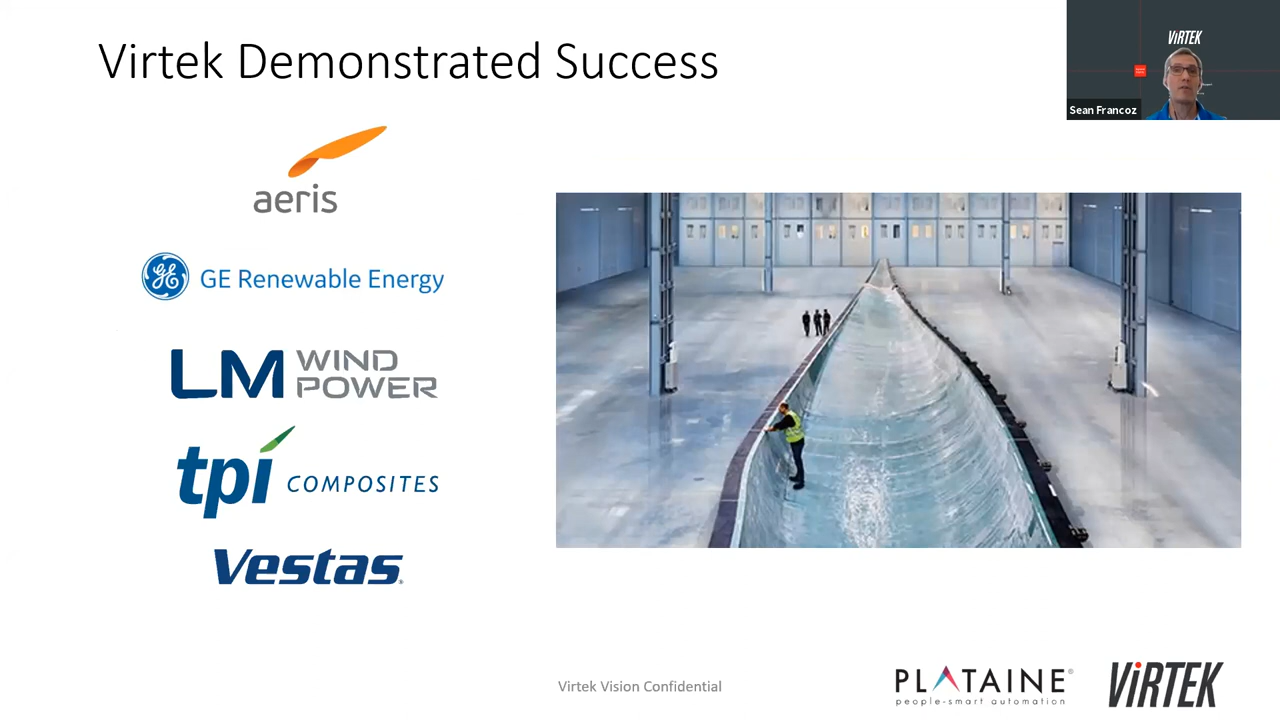 Virtek Demonstrated Success
VIRTEK
Sean Francoz
aeris
GE Renewable Energy
LM WIND POWER
tpi COMPOSITES
Vestas
Virtek Vision Confidential
PLATAINE®
people-smart automation
ViRTEK